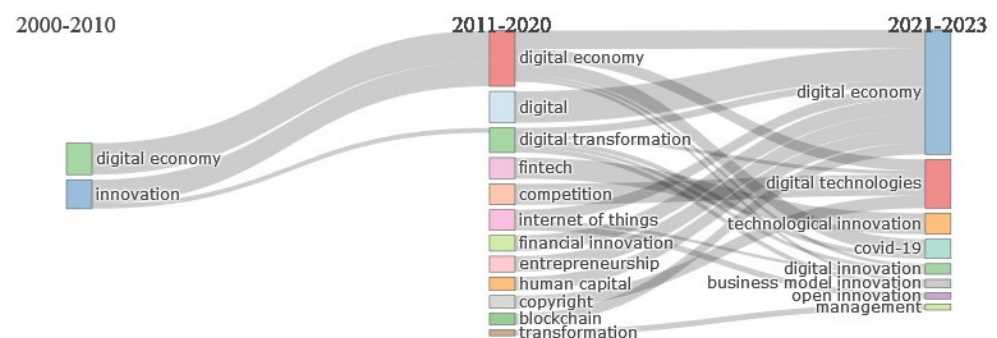 2000-2010
2011-2020
2021-2023
digital economy
innovation
digital economy
digital
digital transformation
fintech
competition
internet of things
financial innovation
entrepreneurship
human capital
copyright
blockchain
transformation
digital economy
digital technologies
technological innovation
covid-19
digital innovation
business model innovation
open innovation
management